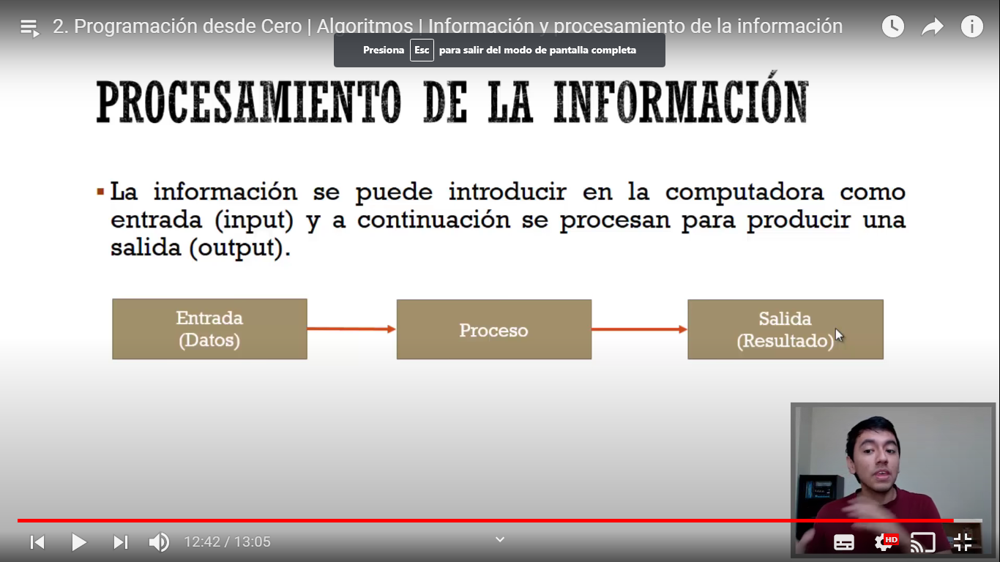 2. Programación desde Cero | Algoritmos | Información y procesamiento de la información
Presiona Esc para salir del modo de pantalla completa
PROCESAMIENTO DE LA INFORMACIÓN
▪ La información se puede introducir en la computadora como
entrada (input) y a continuación se procesan para producir una
salida (output).
Entrada
(Datos)
Proceso
Salida
(Resultado)
12:42 / 13:05
HD